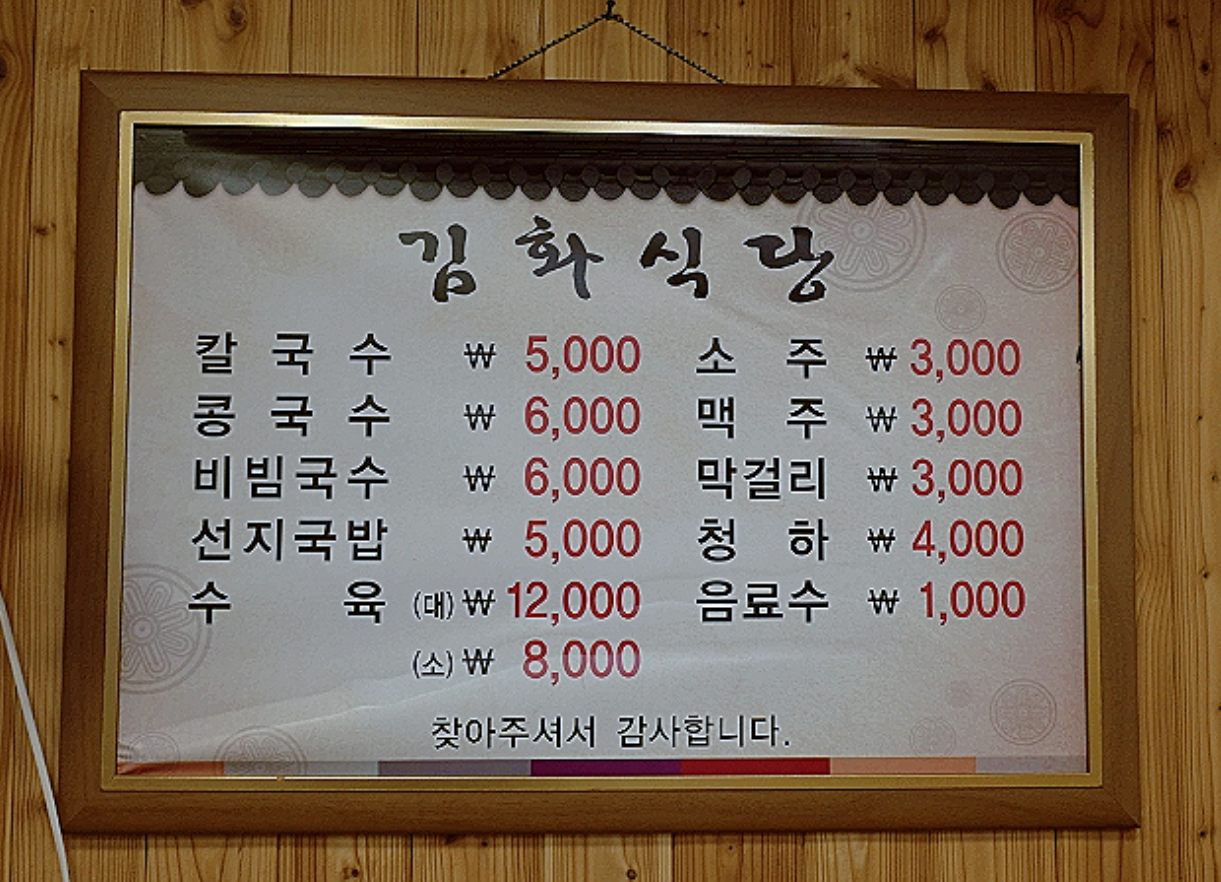 김화식당
칼국수 ₩ 5,000 소주 ₩ 3,000
콩국수 ₩ 6,000 맥주 ₩ 3,000
비빔국수 ₩ 6,000 막걸리 ₩ 3,000
선지국밥 ₩ 5,000 청하 ₩ 4,000
수육 (대) ₩ 12,000 음료수 ₩ 1,000
(소) ₩ 8,000
찾아주셔서 감사합니다.